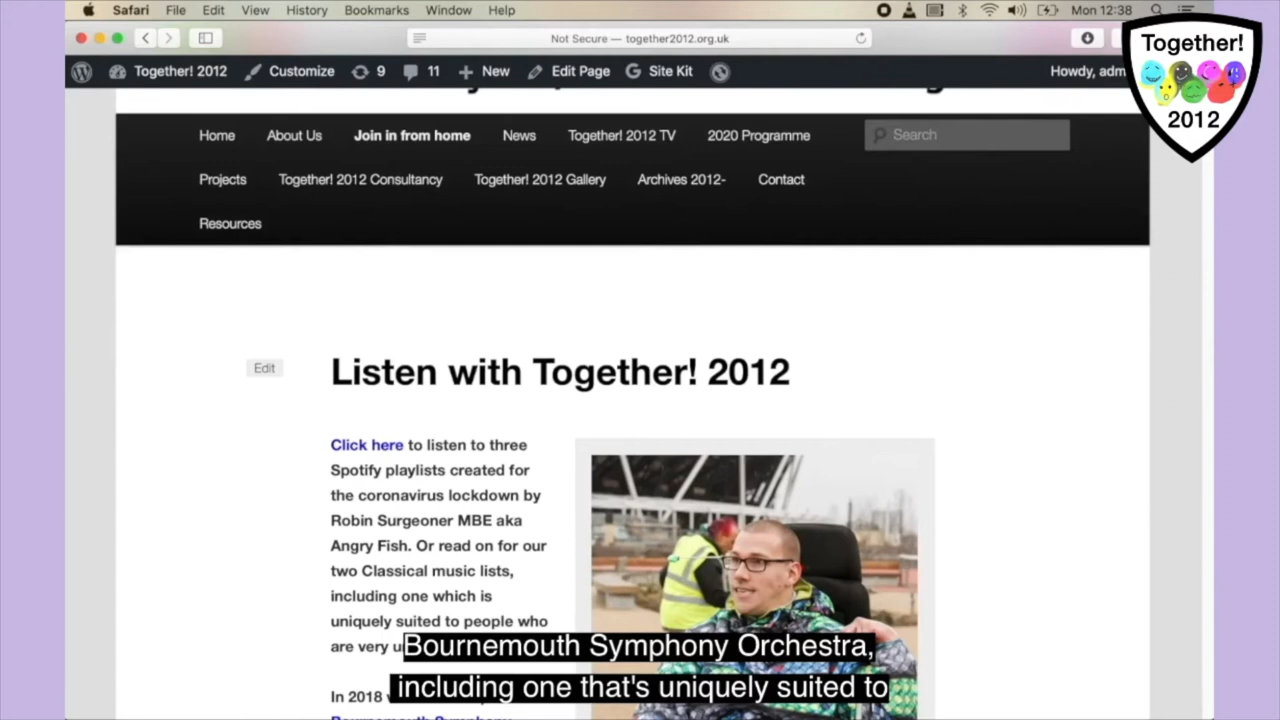 Safari File Edit View History Bookmarks Window Help Mon 12:38
Not Secure — together2012.org.uk
Together! 2012 Customize 9 11 New Edit Page Site Kit Howdy, adm
Together!
2012
Home About Us Join in from home News Together! 2012 TV 2020 Programme Search
Projects Together! 2012 Consultancy Together! 2012 Gallery Archives 2012- Contact
Resources
Edit
Listen with Together! 2012
Click here to listen to three
Spotify playlists created for
the coronavirus lockdown by
Robin Surgeoner MBE aka
Angry Fish. Or read on for our
two Classical music lists,
including one which is
uniquely suited to people who
are very
In 2018
Bournemouth Symphony Orchestra,
including one that's uniquely suited to